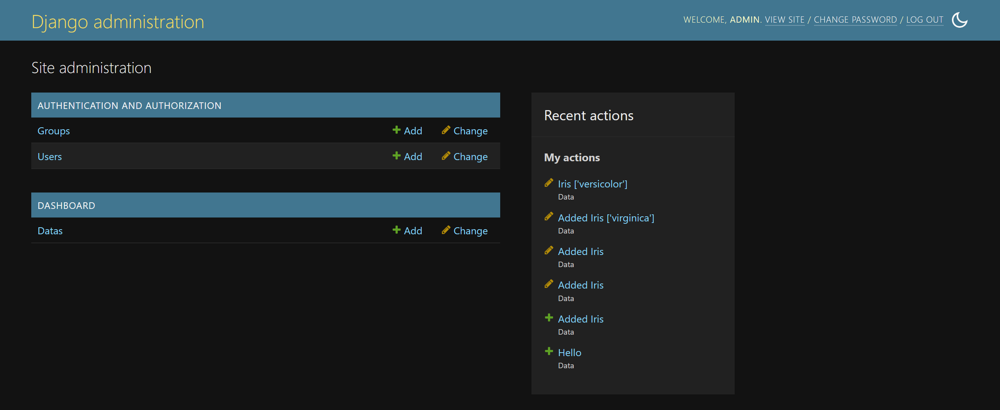 Django administration
WELCOME, ADMIN. VIEW SITE / CHANGE PASSWORD / LOG OUT
Site administration
AUTHENTICATION AND AUTHORIZATION
Groups Add Change
Users Add Change
DASHBOARD
Datas Add Change
Recent actions
My actions
Iris ['versicolor']
Data
Added Iris ['virginica']
Data
Added Iris
Data
Added Iris
Data
Added Iris
Data
Hello
Data